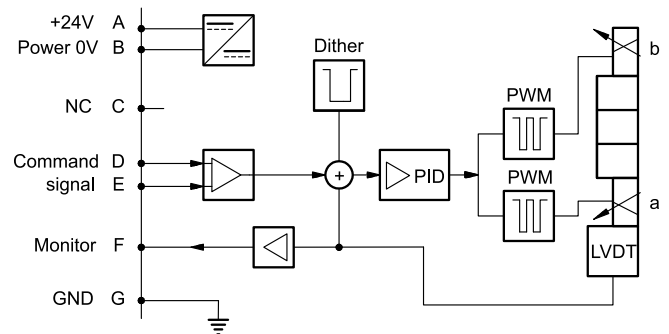 +24V A
Power 0V B
Dither
b
PWM
NC C
Command D
signal E
+
PID
PWM
a
Monitor F
LVDT
GND G